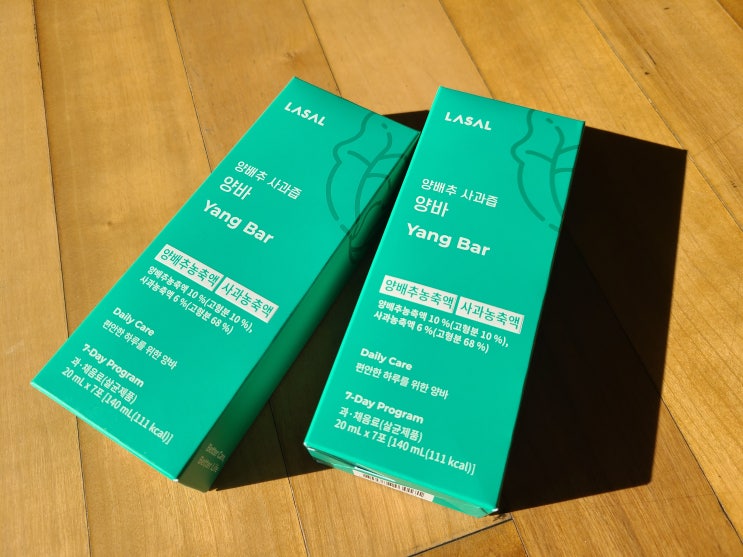 LASAL
양배추 사과즙
양바
Yang Bar
양배추농축액 사과농축액
양배추농축액 10 %(고형분 10 %),
사과농축액 6 %(고형분 68 %)
Daily Care
편안한 하루를 위한 양바
7-Day Program
과·채음료(살균제품)
20 mL x 7포 [140 mL(111 kcal)]
Better Care
Better Life
LASAL
양배추 사과즙
양바
Yang Bar
양배추농축액 사과농축액
양배추농축액 10 %(고형분 10 %),
사과농축액 6 %(고형분 68 %)
Daily Care
편안한 하루를 위한 양바
7-Day Program
과·채음료(살균제품)
20 mL x 7포 [140 mL(111 kcal)]